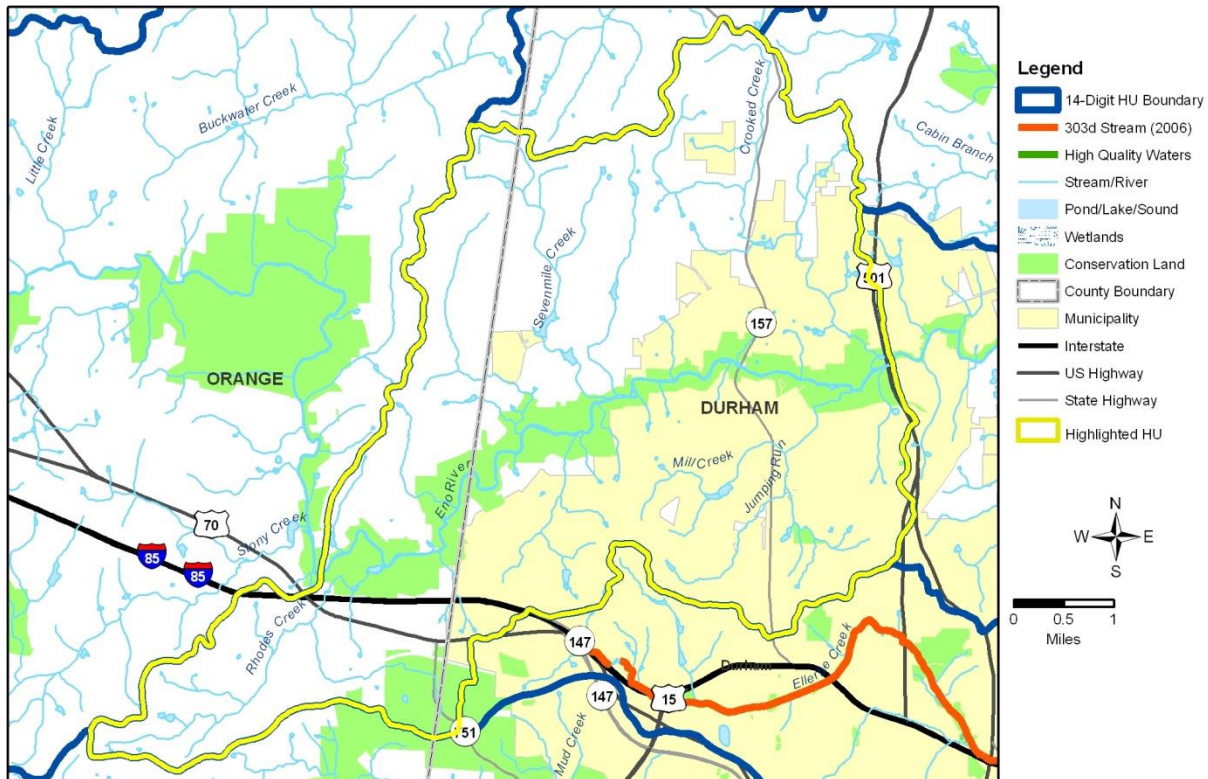 Little Creek
Buckwater Creek
Crooked Creek
Cabin Branch
Sevenmile Creek
501
157
ORANGE
DURHAM
Mill Creek
Jumping Run
Eno River
70
Stony Creek
85
85
Rhodes Creek
147
Durham
Ellerbe Creek
147
15
751
Mud Creek
Legend
14-Digit HU Boundary
303d Stream (2006)
High Quality Waters
Stream/River
Pond/Lake/Sound
Wetlands
Conservation Land
County Boundary
Municipality
Interstate
US Highway
State Highway
Highlighted HU
N
W E
S
0 0.5 1
Miles